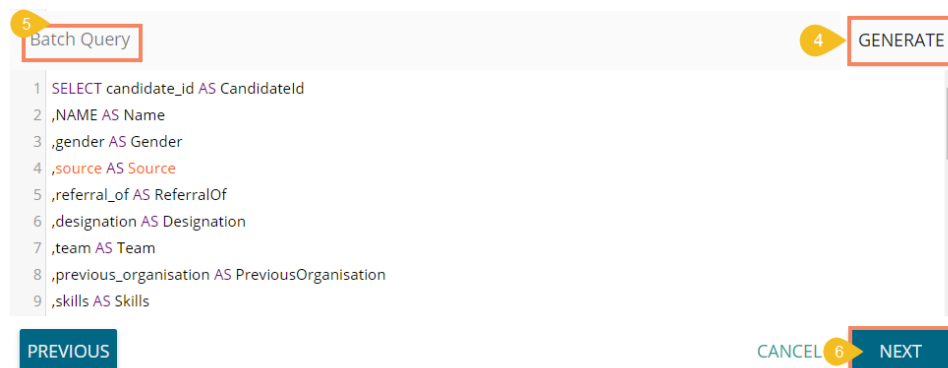 5
Batch Query
4
GENERATE
1 SELECT candidate_id AS CandidateId
2 ,NAME AS Name
3 ,gender AS Gender
4 ,source AS Source
5 ,referral_of AS ReferralOf
6 ,designation AS Designation
7 ,team AS Team
8 ,previous_organisation AS PreviousOrganisation
9 ,skills AS Skills
PREVIOUS
CANCEL
6
NEXT